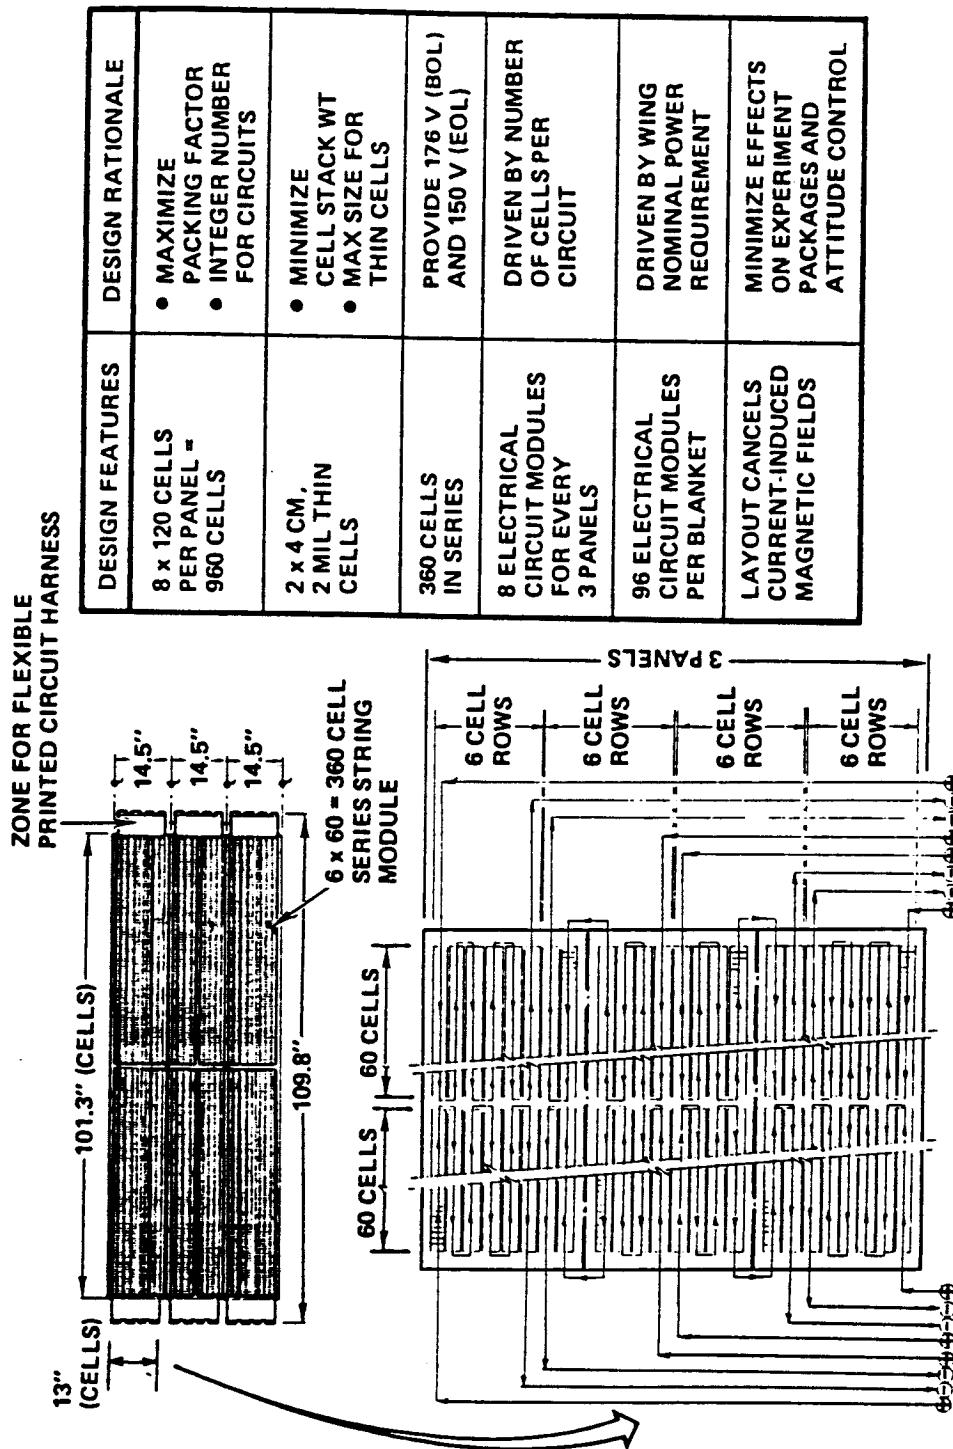 ZONE FOR FLEXIBLE
PRINTED CIRCUIT HARNESS
13"
(CELLS)
101.3" (CELLS)
14.5"
14.5"
14.5"
109.8"
6 x 60 = 360 CELL
SERIES STRING
MODULE
60 CELLS
60 CELLS
6 CELL
ROWS
6 CELL
ROWS
6 CELL
ROWS
6 CELL
ROWS
3 PANELS
DESIGN FEATURES
DESIGN RATIONALE
8 x 120 CELLS
PER PANEL =
960 CELLS
• MAXIMIZE
PACKING FACTOR
• INTEGER NUMBER
FOR CIRCUITS
2 x 4 CM,
2 MIL THIN
CELLS
• MINIMIZE
CELL STACK WT
• MAX SIZE FOR
THIN CELLS
360 CELLS
IN SERIES
PROVIDE 176 V (BOL)
AND 150 V (EOL)
8 ELECTRICAL
CIRCUIT MODULES
FOR EVERY
3 PANELS
DRIVEN BY NUMBER
OF CELLS PER
CIRCUIT
96 ELECTRICAL
CIRCUIT MODULES
PER BLANKET
DRIVEN BY WING
NOMINAL POWER
REQUIREMENT
LAYOUT CANCELS
CURRENT-INDUCED
MAGNETIC FIELDS
MINIMIZE EFFECTS
ON EXPERIMENT
PACKAGES AND
ATTITUDE CONTROL